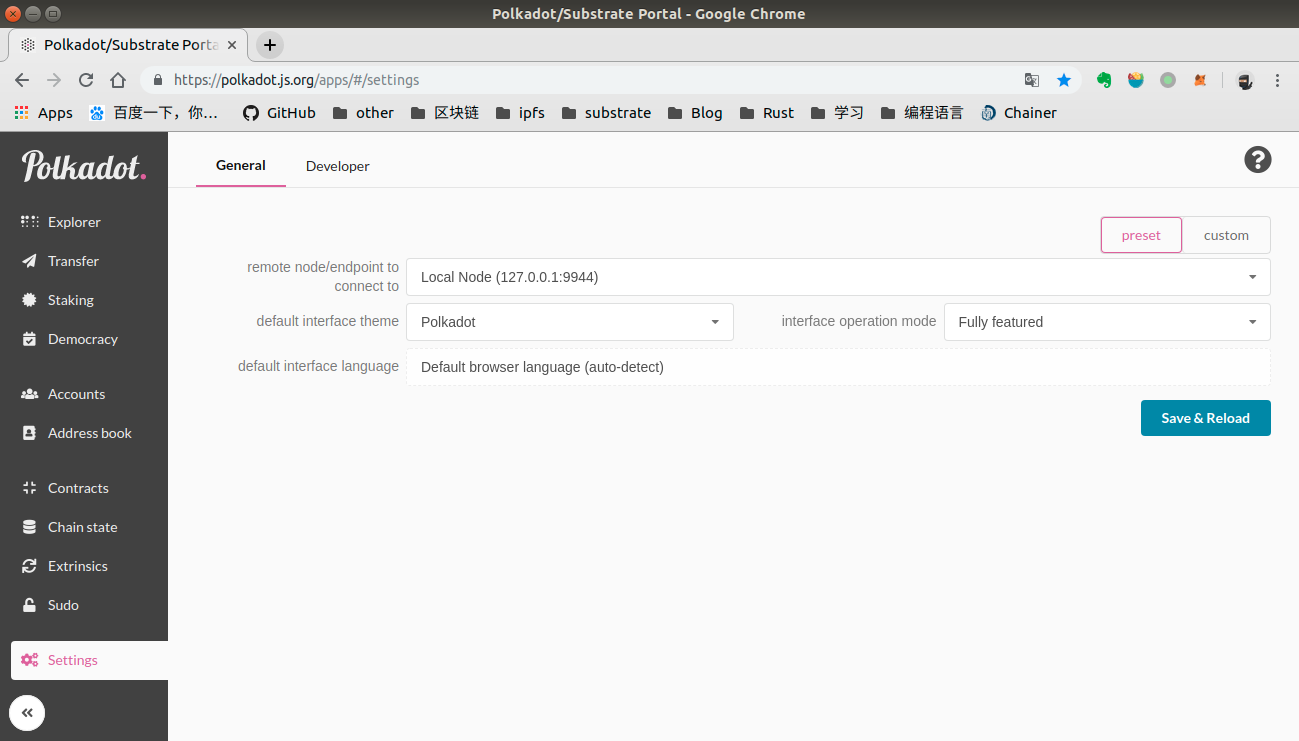 Polkadot/Substrate Portal - Google Chrome
Polkadot/Substrate Porta
https://polkadot.js.org/apps/#/settings
Apps 百度一下，你… GitHub other 区块链 ipfs substrate Blog Rust 学习 编程语言 Chainer
Polkadot.
General Developer
Explorer
Transfer
Staking
Democracy
Accounts
Address book
Contracts
Chain state
Extrinsics
Sudo
Settings
preset custom
remote node/endpoint to
connect to
Local Node (127.0.0.1:9944)
default interface theme Polkadot interface operation mode Fully featured
default interface language Default browser language (auto-detect)
Save & Reload